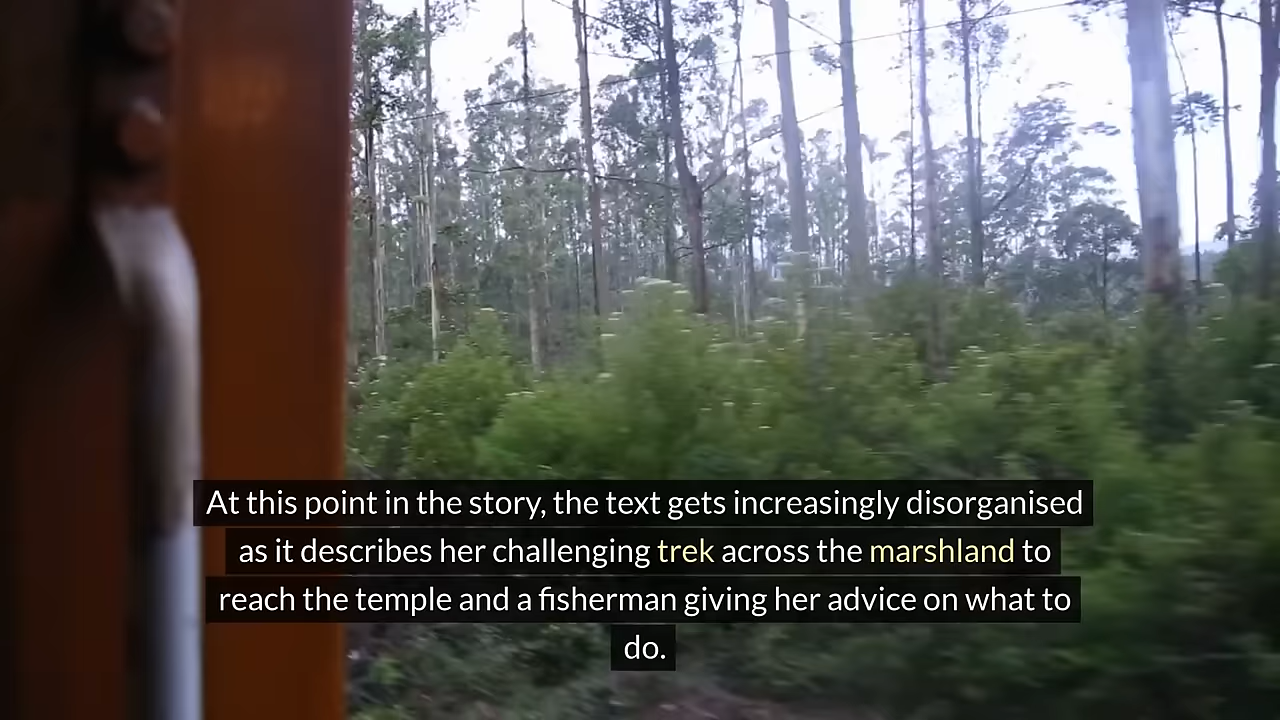 At this point in the story, the text gets increasingly disorganised
as it describes her challenging trek across the marshland to
reach the temple and a fisherman giving her advice on what to
do.